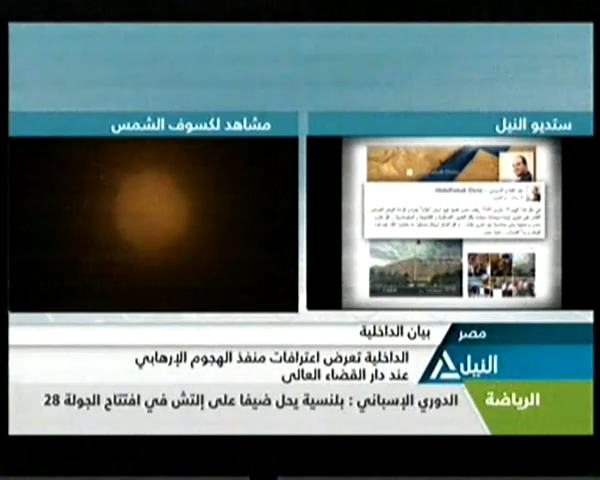 ستديو النيل
مشاهد لكسوف الشمس
مصر
بيان الداخلية
النيل
الداخلية تعرض اعترافات منفذ الهجوم الإرهابي
عند دار القضاء العالى
الرياضة
الدوري الإسباني : بلنسية يحل ضيفا على إلتش في افتتاح الجولة 28